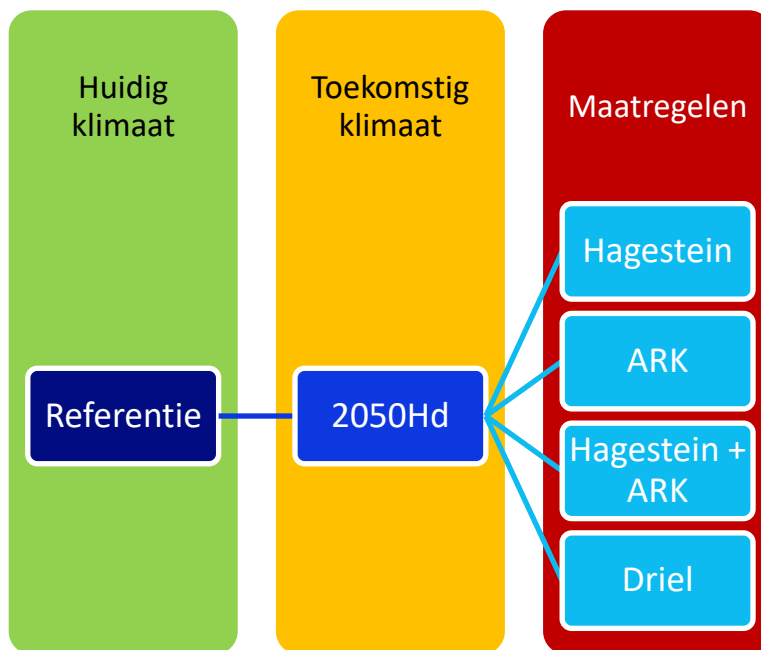 Huidig
klimaat
Toekomstig
klimaat
Maatregelen
Referentie
2050Hd
Hagestein
ARK
Hagestein +
ARK
Driel